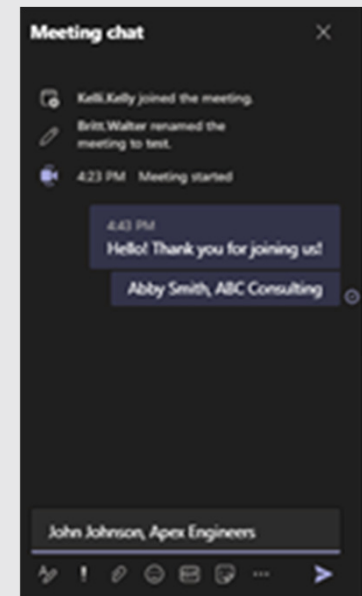 Meeting chat
Kelli.Kelly joined the meeting.
Britt.Walter renamed the
meeting to test.
4:23 PM Meeting started
4:43 PM
Hello! Thank you for joining us!
Abby Smith, ABC Consulting
John Johnson, Apex Engineers